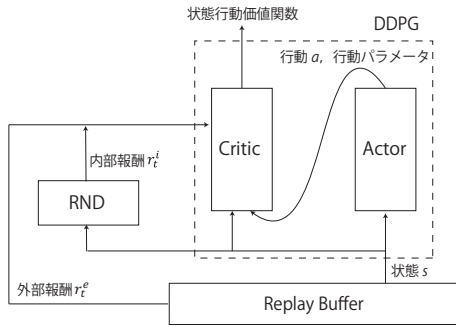 状態行動価値関数
DDPG
行動 a, 行動パラメータ
Critic
Actor
内部報酬 r_t^i
RND
状態 s
外部報酬 r_t^e
Replay Buffer